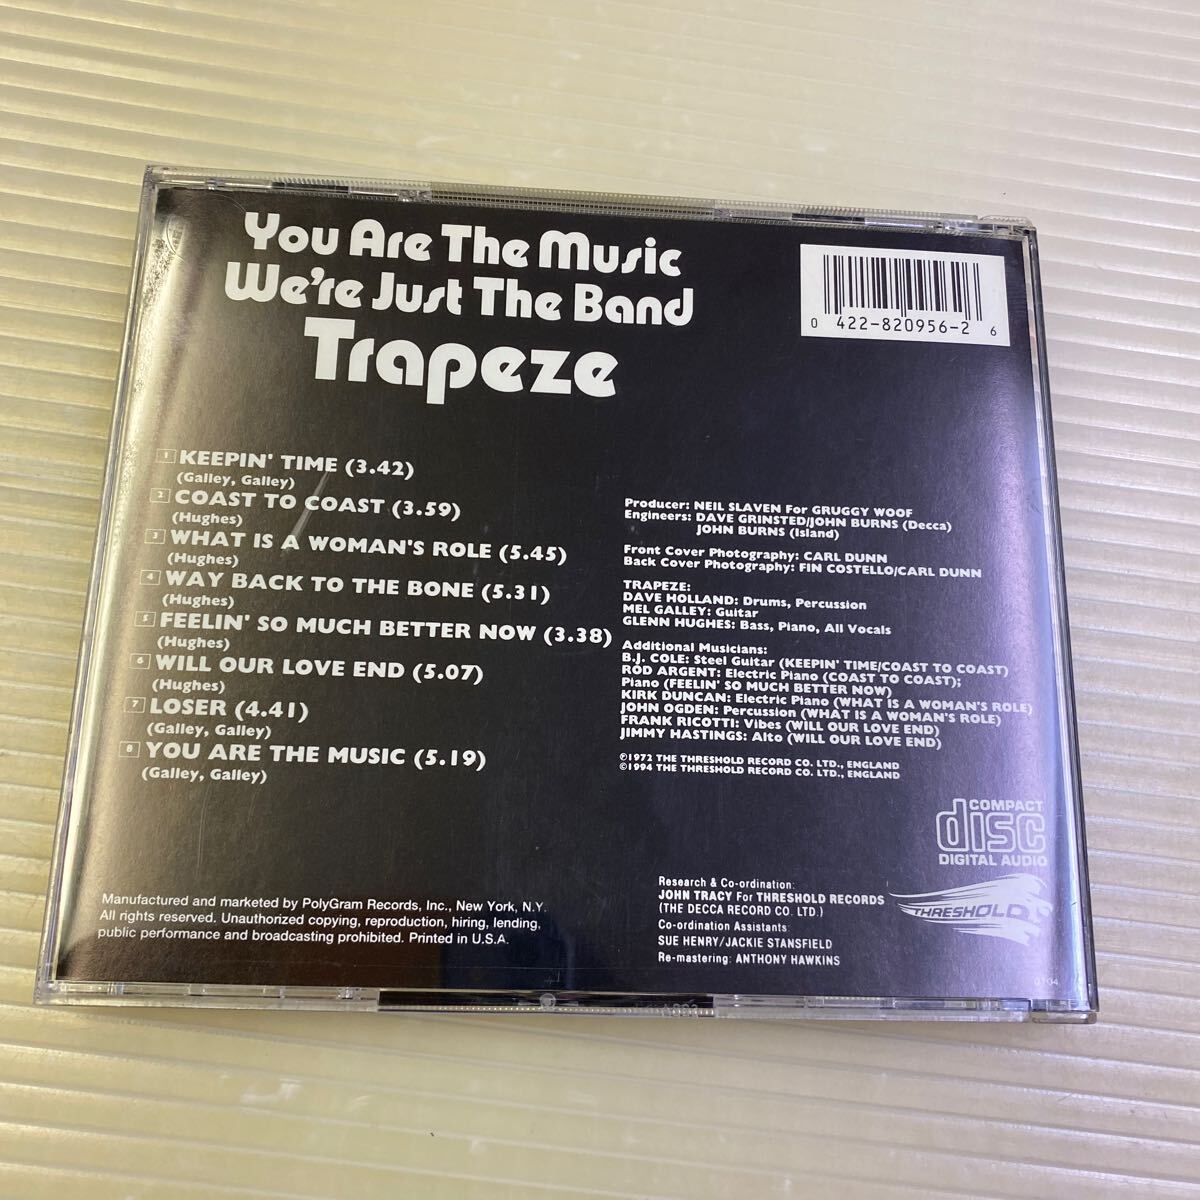 You Are The Music
We're Just The Band
Trapeze
0 422-820956-2 6
1 KEEPIN' TIME (3.42)
(Galley, Galley)
2 COAST TO COAST (3.59)
(Hughes)
3 WHAT IS A WOMAN'S ROLE (5.45)
(Hughes)
4 WAY BACK TO THE BONE (5.31)
(Hughes)
5 FEELIN' SO MUCH BETTER NOW (3.38)
(Hughes)
6 WILL OUR LOVE END (5.07)
(Hughes)
7 LOSER (4.41)
(Galley, Galley)
8 YOU ARE THE MUSIC (5.19)
(Galley, Galley)
Producer: NEIL SLAVEN For GRUGGY WOOF
Engineers: DAVE GRINSTED/JOHN BURNS (Decca)
JOHN BURNS (Island)
Front Cover Photography: CARL DUNN
Back Cover Photography: FIN COSTELLO/CARL DUNN
TRAPEZE:
DAVE HOLLAND: Drums, Percussion
MEL GALLEY: Guitar
GLENN HUGHES: Bass, Piano, All Vocals
Additional Musicians:
B.J. COLE: Steel Guitar (KEEPIN' TIME/COAST TO COAST)
ROD ARGENT: Electric Piano (COAST TO COAST);
Piano (FEELIN' SO MUCH BETTER NOW)
KIRK DUNCAN: Electric Piano (WHAT IS A WOMAN'S ROLE)
JOHN OGDEN: Percussion (WHAT IS A WOMAN'S ROLE)
FRANK RICOTTI: Vibes (WILL OUR LOVE END)
JIMMY HASTINGS: Alto (WILL OUR LOVE END)
℗1972 THE THRESHOLD RECORD CO. LTD., ENGLAND
©1994 THE THRESHOLD RECORD CO. LTD., ENGLAND
COMPACT
disc
DIGITAL AUDIO
Manufactured and marketed by PolyGram Records, Inc., New York, N.Y.
All rights reserved. Unauthorized copying, reproduction, hiring, lending,
public performance and broadcasting prohibited. Printed in U.S.A.
Research & Co-ordination:
JOHN TRACY For THRESHOLD RECORDS
(THE DECCA RECORD CO. LTD.)
Co-ordination Assistants:
SUE HENRY/JACKIE STANSFIELD
Re-mastering: ANTHONY HAWKINS
THRESHOLD
0104